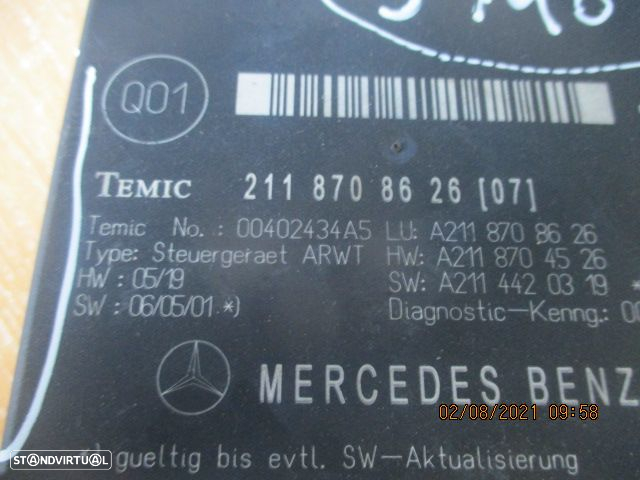 Q01
TEMIC 211 870 86 26 [07]
Temic No.: 00402434A5 LU: A211 870 86 26
Type: Steuergeraet ARWT HW: A211 870 45 26
HW : 05/19 SW: A211 442 03 19 *
SW : 06/05/01 *) Diagnostic-Kenng.:
MERCEDES BENZ
02/08/2021 09:58
bis evtl. SW-Aktualisierung
STANDVIRTUAL